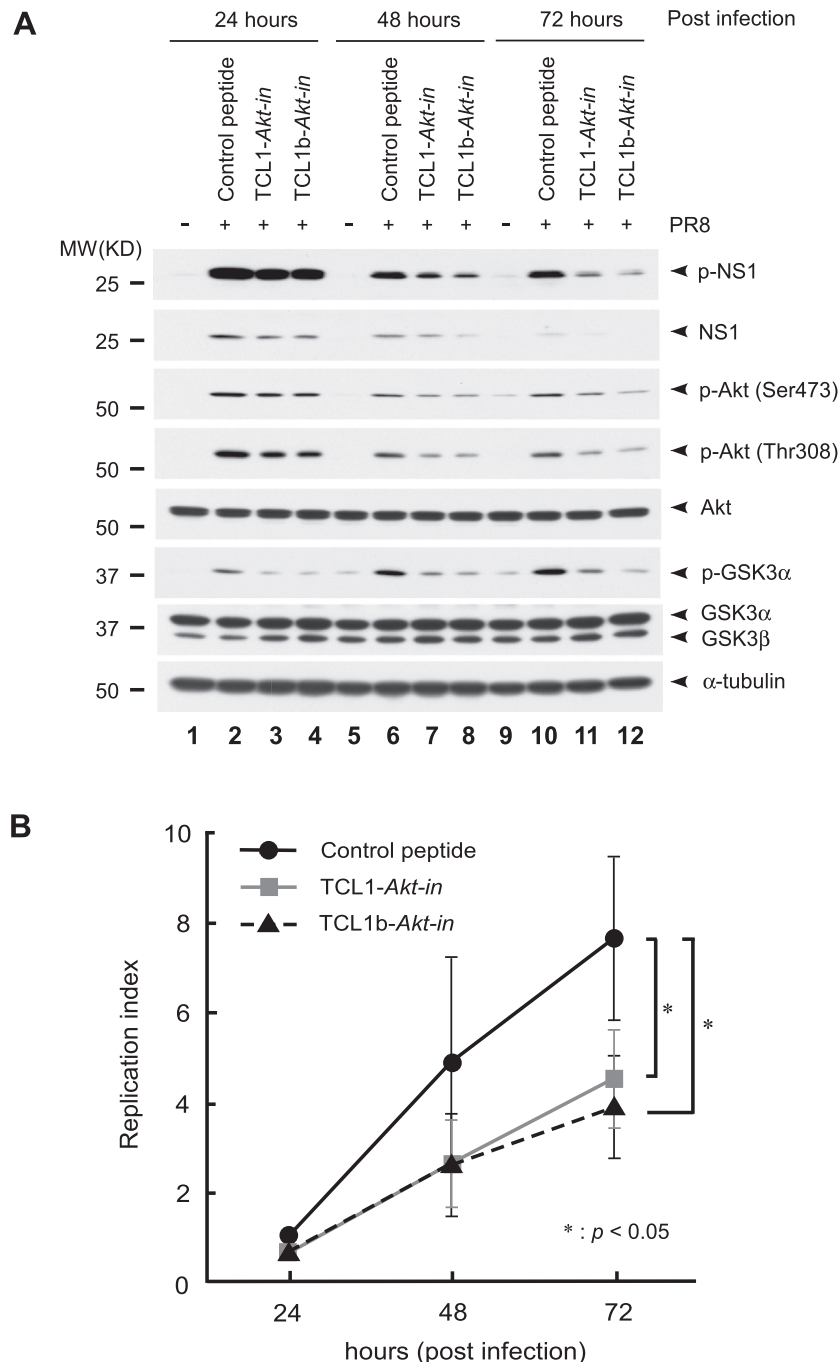 A
24 hours 48 hours 72 hours Post infection
Control peptide
TCL1-Akt-in
TCL1b-Akt-in
Control peptide
TCL1-Akt-in
TCL1b-Akt-in
Control peptide
TCL1-Akt-in
TCL1b-Akt-in
- + + + - + + + - + + + PR8
MW(KD)
25 p-NS1
25 NS1
50 p-Akt (Ser473)
50 p-Akt (Thr308)
50 Akt
37 p-GSK3α
GSK3α
37 GSK3β
50 α-tubulin
1 2 3 4 5 6 7 8 9 10 11 12
B
Replication index
10
8
6
4
2
0
Control peptide
TCL1-Akt-in
TCL1b-Akt-in
*
*
* : p < 0.05
24 48 72
hours (post infection)